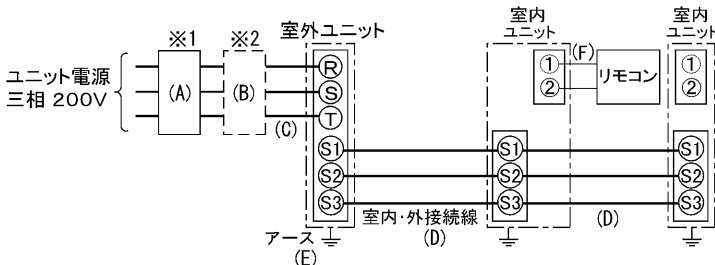 ※1
※2
室外ユニット
室内
ユニット
室内
ユニット
ユニット電源
三相 200V
(A)
(B)
(C)
R
S
T
①
②
(F)
リモコン
①
②
S1
S2
S3
S1
S2
S3
S1
S2
S3
室内・外接続線
(D)
(D)
アース
(E)